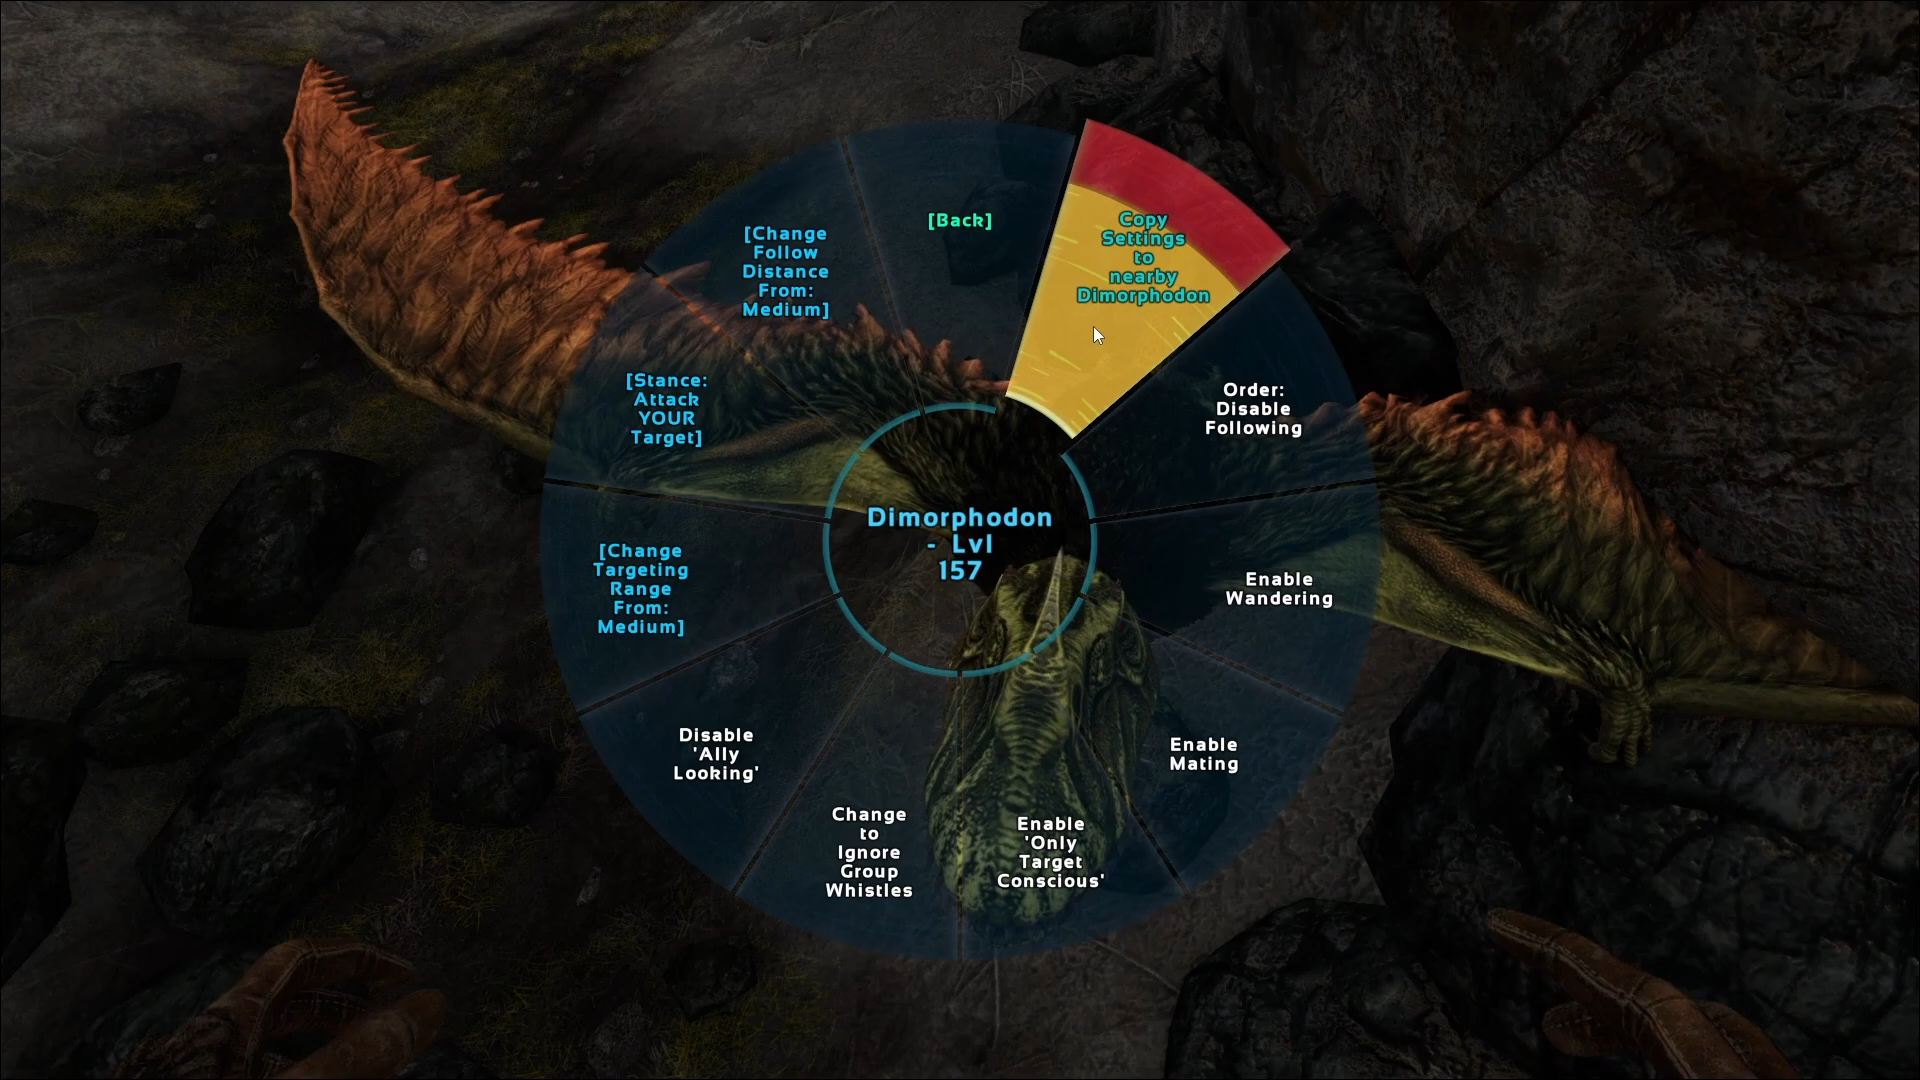 [Back]
Copy
Settings
to
nearby
Dimorphodon
Order:
Disable
Following
Enable
Wandering
Enable
Mating
Enable
'Only
Target
Conscious'
Change
to
Ignore
Group
Whistles
Disable
'Ally
Looking'
[Change
Targeting
Range
From:
Medium]
[Stance:
Attack
YOUR
Target]
[Change
Follow
Distance
From:
Medium]
Dimorphodon
- Lvl
157